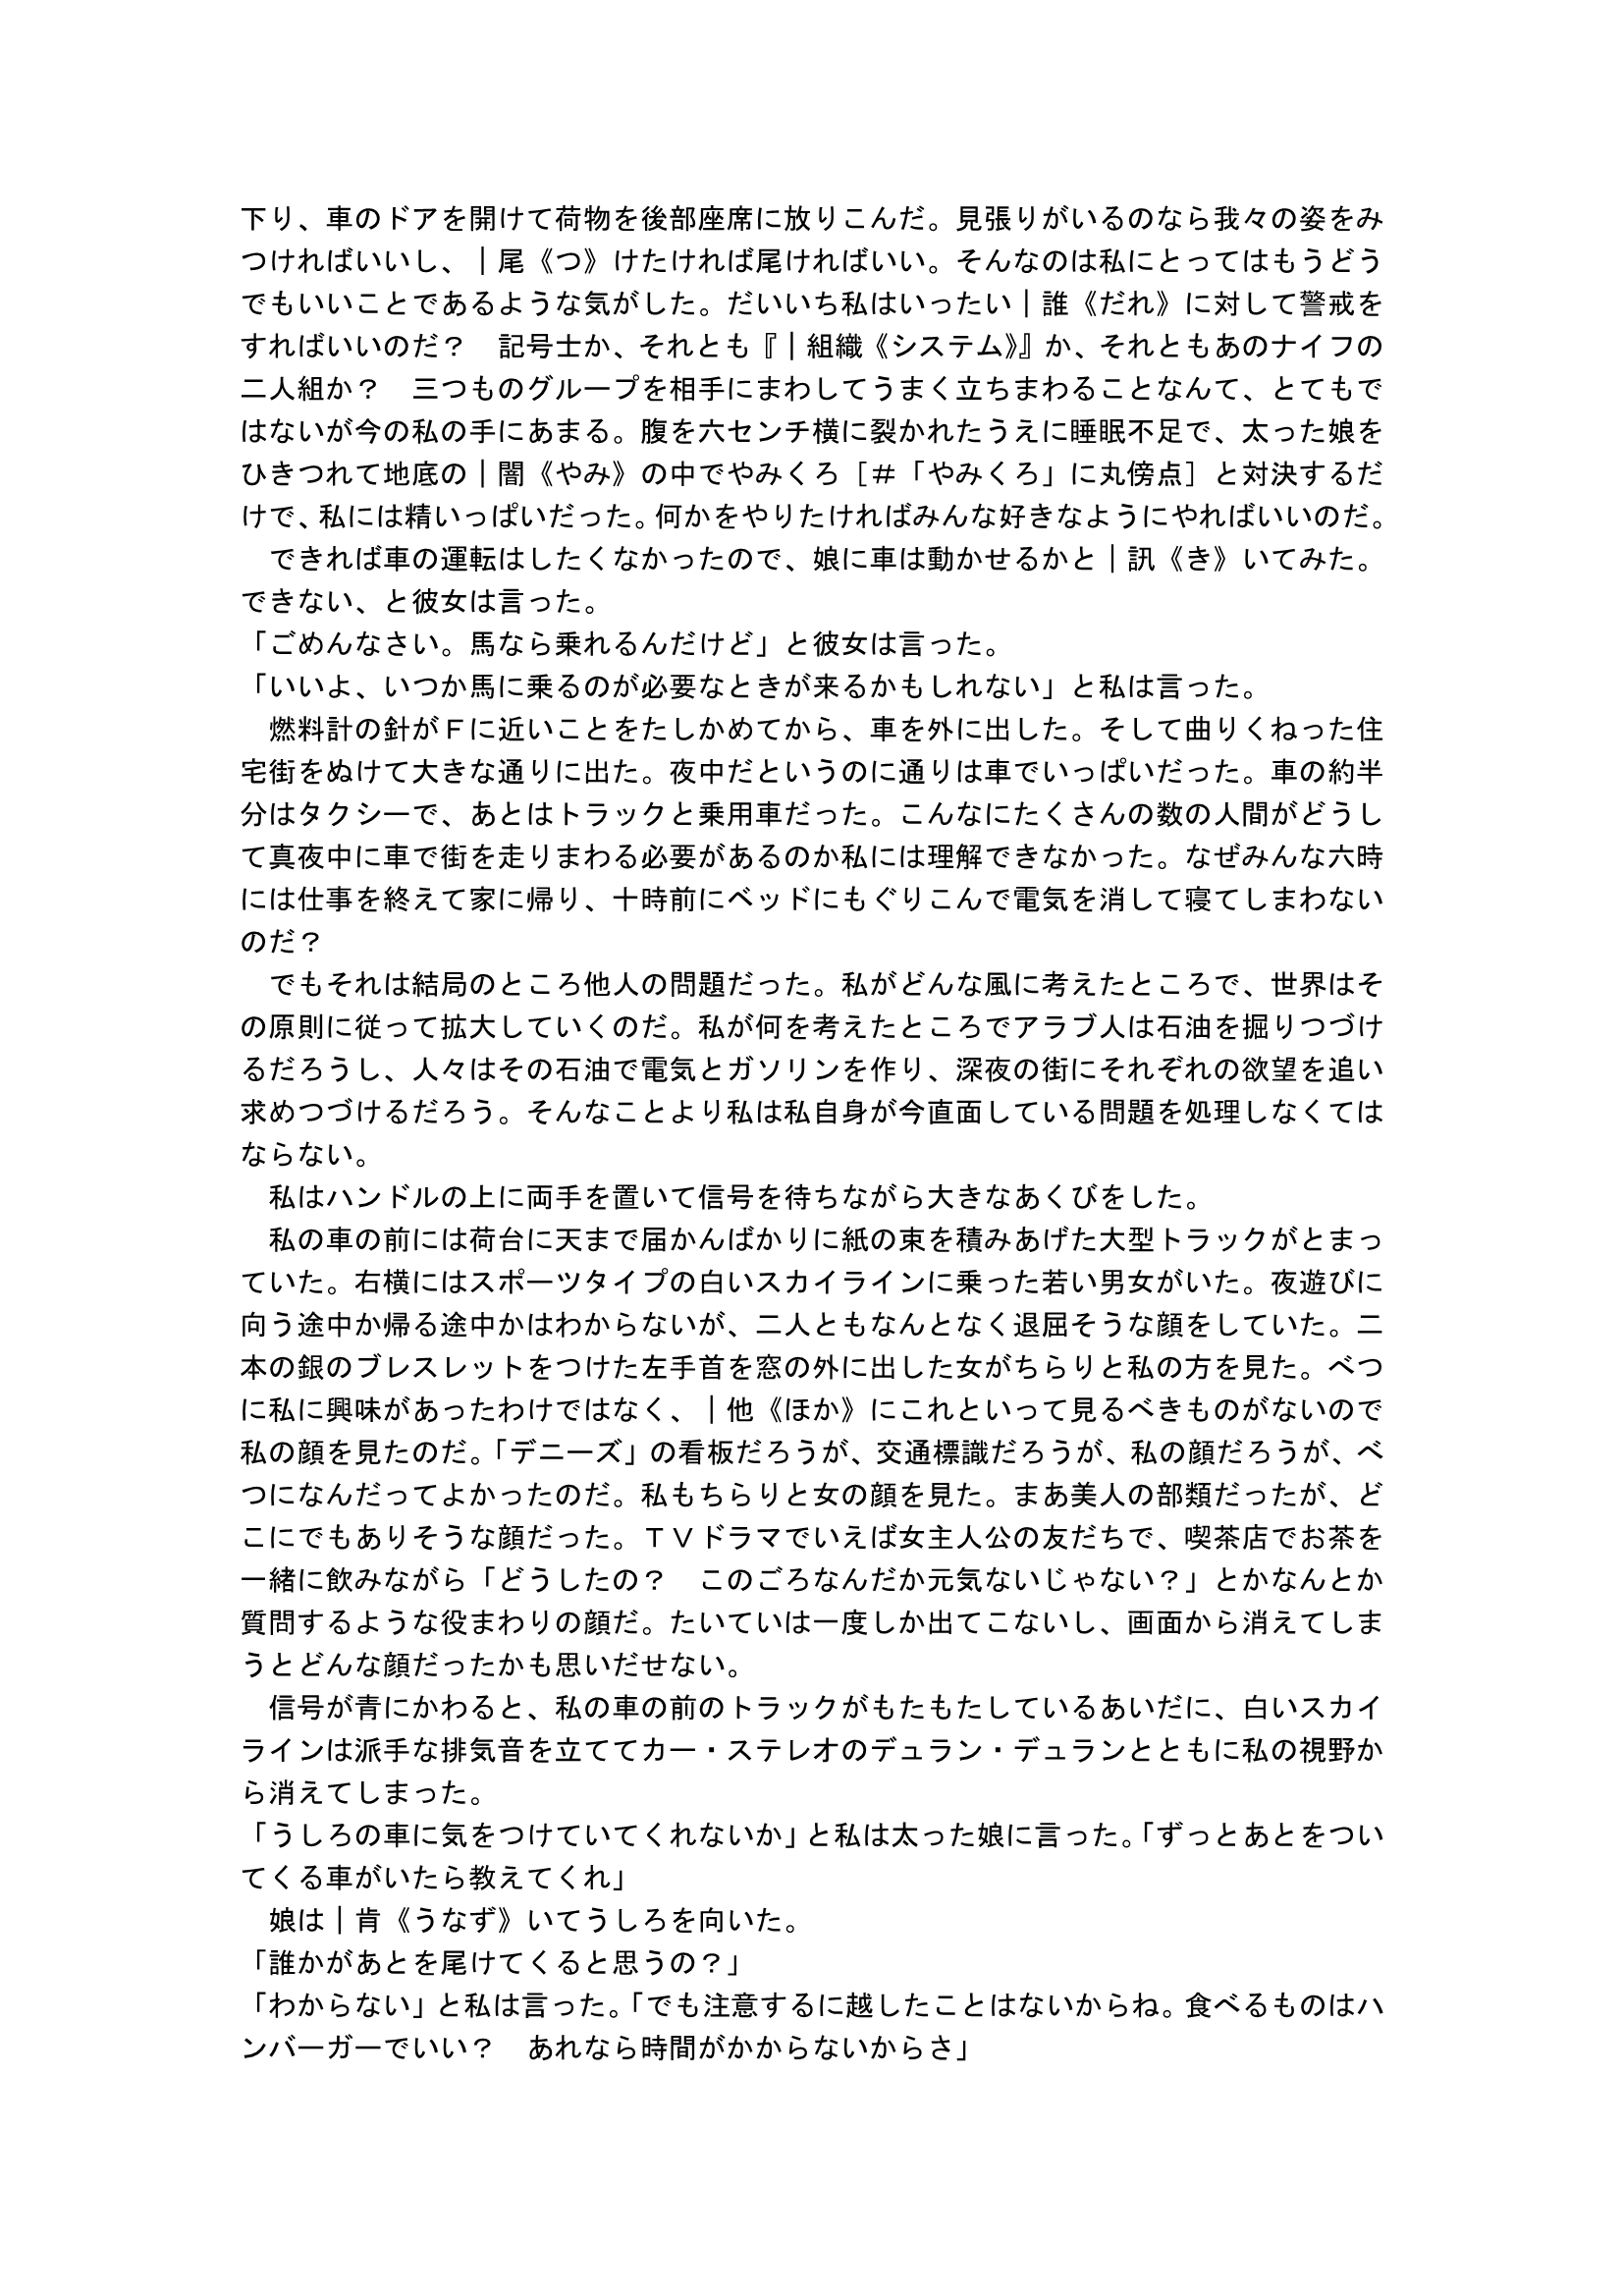 下り、車のドアを開けて荷物を後部座席に放りこんだ。見張りがいるのなら我々の姿をみ
つければいいし、｜尾《つ》けたければ尾ければいい。そんなのは私にとってはもうどう
でもいいことであるような気がした。だいいち私はいったい｜誰《だれ》に対して警戒を
すればいいのだ？　記号士か、それとも『｜組織《システム》』か、それともあのナイフの
二人組か？　三つものグループを相手にまわしてうまく立ちまわることなんて、とてもで
はないが今の私の手にあまる。腹を六センチ横に裂かれたうえに睡眠不足で、太った娘を
ひきつれて地底の｜闇《やみ》の中でやみくろ［＃「やみくろ」に丸傍点］と対決するだ
けで、私には精いっぱいだった。何かをやりたければみんな好きなようにやればいいのだ。
　できれば車の運転はしたくなかったので、娘に車は動かせるかと｜訊《き》いてみた。
できない、と彼女は言った。
「ごめんなさい。馬なら乗れるんだけど」と彼女は言った。
「いいよ、いつか馬に乗るのが必要なときが来るかもしれない」と私は言った。
　燃料計の針がＦに近いことをたしかめてから、車を外に出した。そして曲りくねった住
宅街をぬけて大きな通りに出た。夜中だというのに通りは車でいっぱいだった。車の約半
分はタクシーで、あとはトラックと乗用車だった。こんなにたくさんの数の人間がどうし
て真夜中に車で街を走りまわる必要があるのか私には理解できなかった。なぜみんな六時
には仕事を終えて家に帰り、十時前にベッドにもぐりこんで電気を消して寝てしまわない
のだ？
　でもそれは結局のところ他人の問題だった。私がどんな風に考えたところで、世界はそ
の原則に従って拡大していくのだ。私が何を考えたところでアラブ人は石油を掘りつづけ
るだろうし、人々はその石油で電気とガソリンを作り、深夜の街にそれぞれの欲望を追い
求めつづけるだろう。そんなことより私は私自身が今直面している問題を処理しなくては
ならない。
　私はハンドルの上に両手を置いて信号を待ちながら大きなあくびをした。
　私の車の前には荷台に天まで届かんばかりに紙の束を積みあげた大型トラックがとまっ
ていた。右横にはスポーツタイプの白いスカイラインに乗った若い男女がいた。夜遊びに
向う途中か帰る途中かはわからないが、二人ともなんとなく退屈そうな顔をしていた。二
本の銀のブレスレットをつけた左手首を窓の外に出した女がちらりと私の方を見た。べつ
に私に興味があったわけではなく、｜他《ほか》にこれといって見るべきものがないので
私の顔を見たのだ。「デニーズ」の看板だろうが、交通標識だろうが、私の顔だろうが、べ
つになんだってよかったのだ。私もちらりと女の顔を見た。まあ美人の部類だったが、ど
こにでもありそうな顔だった。ＴＶドラマでいえば女主人公の友だちで、喫茶店でお茶を
一緒に飲みながら「どうしたの？　このごろなんだか元気ないじゃない？」とかなんとか
質問するような役まわりの顔だ。たいていは一度しか出てこないし、画面から消えてしま
うとどんな顔だったかも思いだせない。
　信号が青にかわると、私の車の前のトラックがもたもたしているあいだに、白いスカイ
ラインは派手な排気音を立ててカー・ステレオのデュラン・デュランとともに私の視野か
ら消えてしまった。
「うしろの車に気をつけていてくれないか」と私は太った娘に言った。「ずっとあとをつい
てくる車がいたら教えてくれ」
　娘は｜肯《うなず》いてうしろを向いた。
「誰かがあとを尾けてくると思うの？」
「わからない」と私は言った。「でも注意するに越したことはないからね。食べるものはハ
ンバーガーでいい？　あれなら時間がかからないからさ」